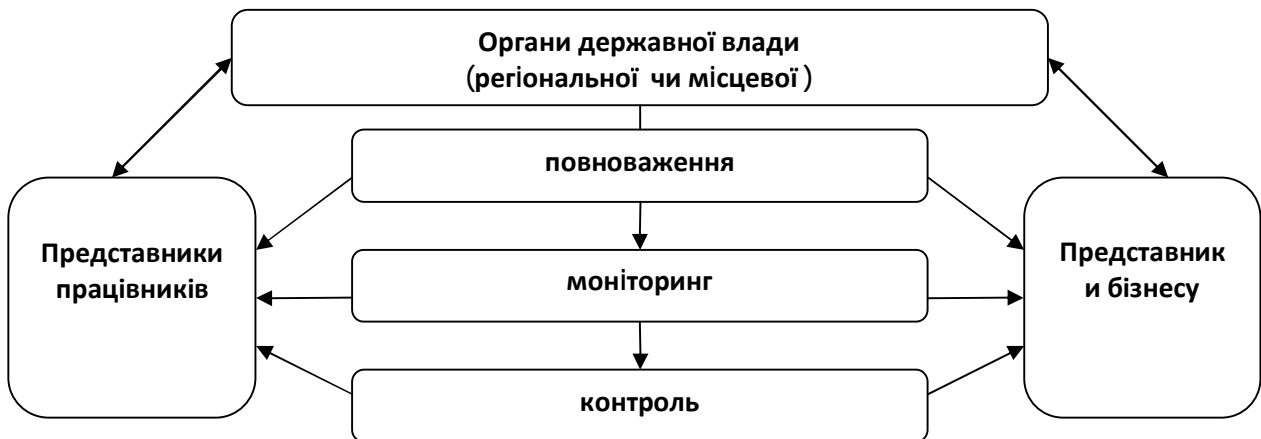 Органи державної влади
(регіональної чи місцевої )
повноваження
Представники
працівників
моніторинг
Представник
и бізнесу
контроль